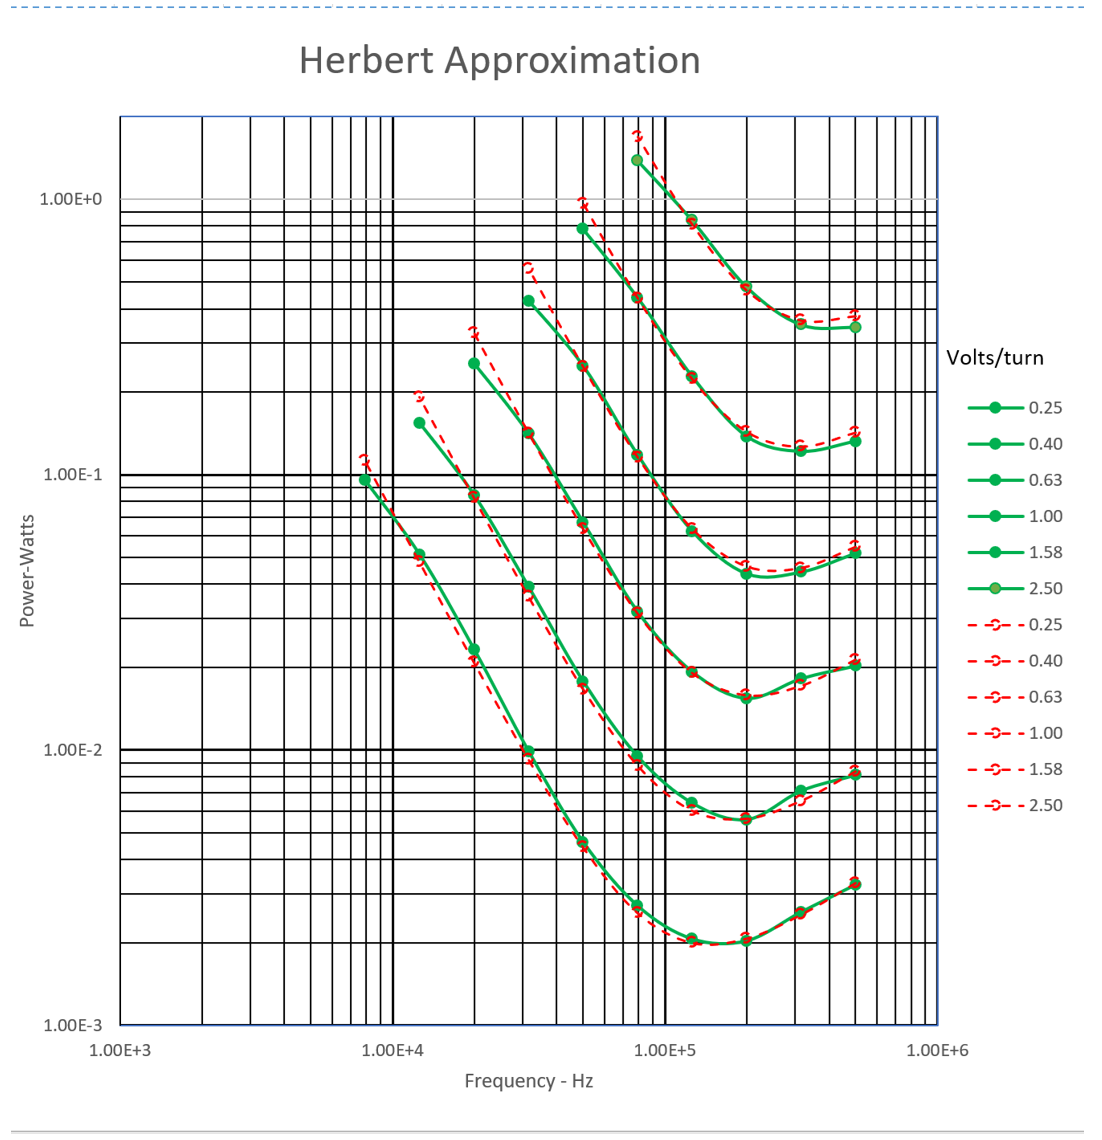 Herbert Approximation
1.00E+0
1.00E-1
1.00E-2
1.00E-3
Power-Watts
1.00E+3
1.00E+4
1.00E+5
1.00E+6
Frequency - Hz
Volts/turn
0.25
0.40
0.63
1.00
1.58
2.50
0.25
0.40
0.63
1.00
1.58
2.50